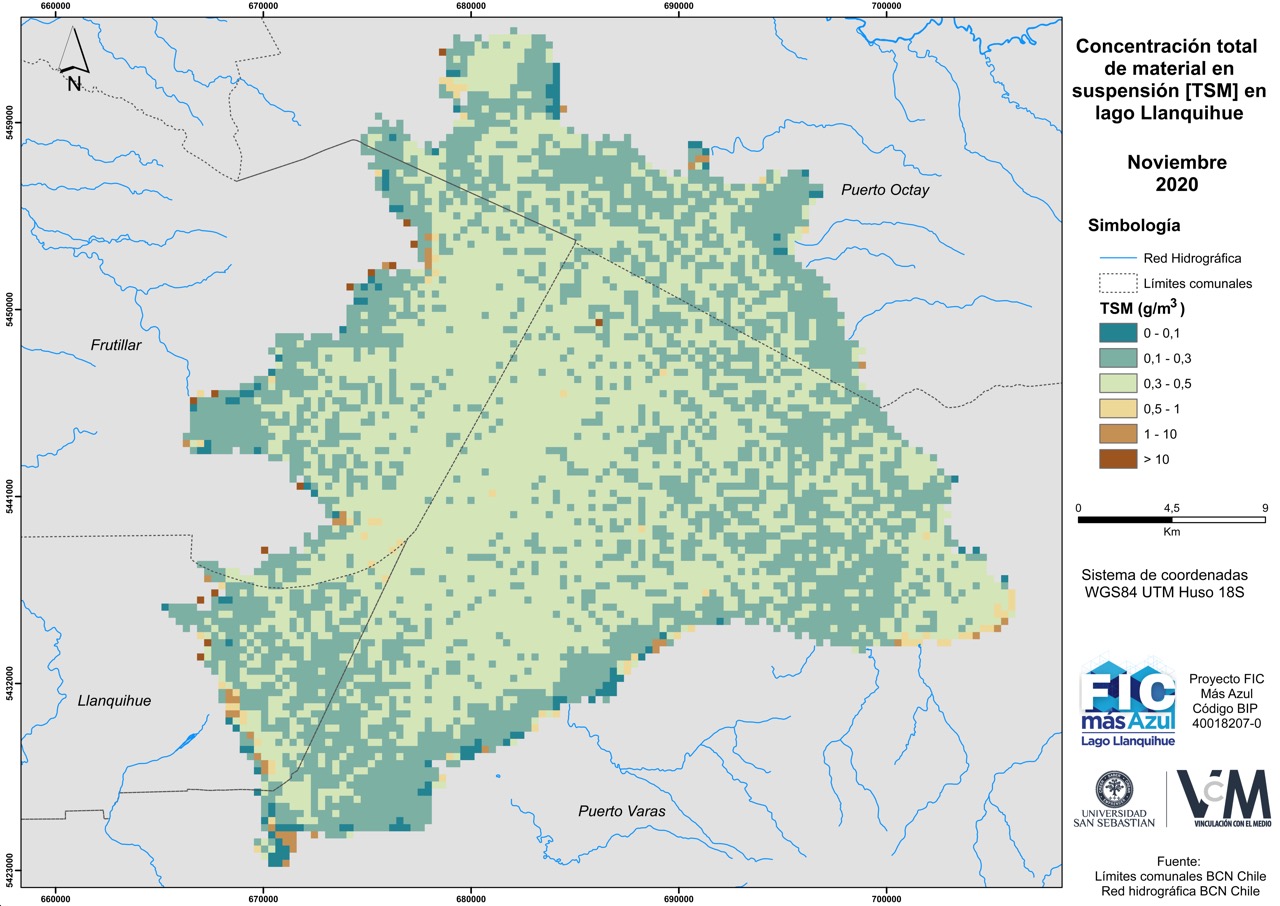 660000
670000
680000
690000
700000
N
5459000
5450000
5441000
5432000
5423000
Puerto Octay
Frutillar
Llanquihue
Puerto Varas
660000
670000
680000
690000
700000
Concentración total
de material en
suspensión [TSM] en
lago Llanquihue
Noviembre
2020
Simbología
Red Hidrográfica
Límites comunales
TSM (g/m3)
0 - 0,1
0,1 - 0,3
0,3 - 0,5
0,5 - 1
1 - 10
> 10
0 4,5 9
Km
Sistema de coordenadas
WGS84 UTM Huso 18S
FIC
másAzul
Lago Llanquihue
Proyecto FIC
Más Azul
Código BIP
40018207-0
UNIVERSIDAD
SAN SEBASTIAN
VcM
VINCULACIÓN CON EL MEDIO
Fuente:
Límites comunales BCN Chile
Red hidrográfica BCN Chile